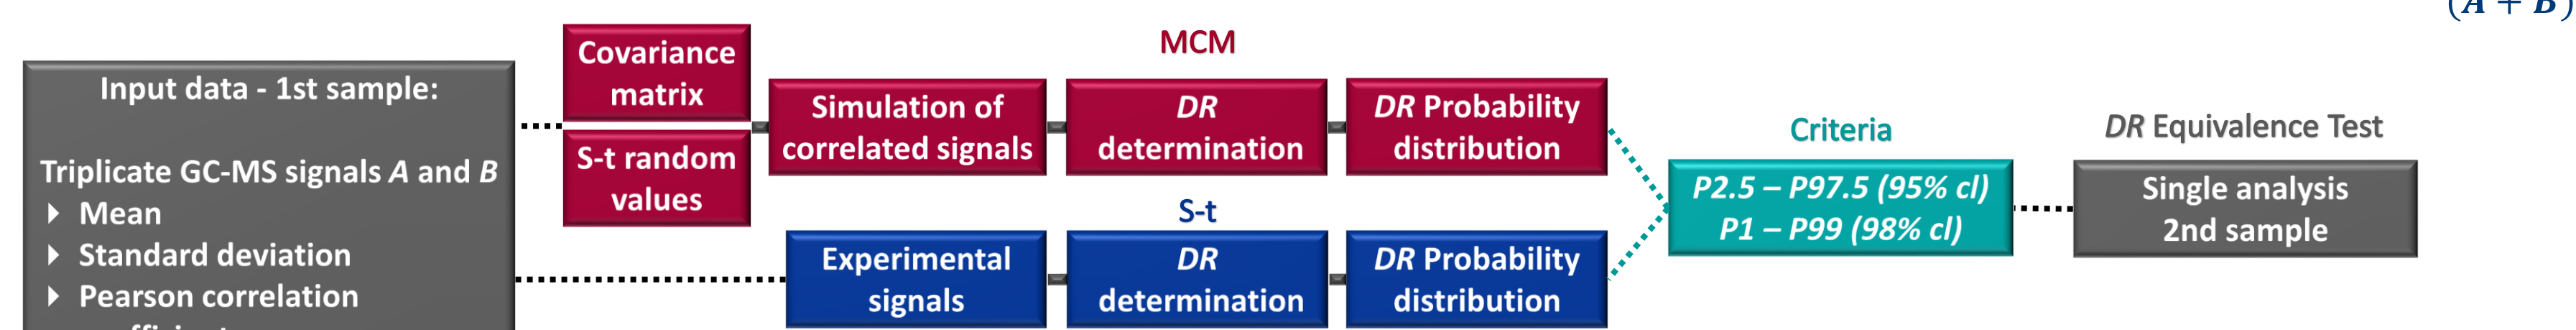 (A + B)
Input data - 1st sample:
Triplicate GC-MS signals A and B
Mean
Standard deviation
Pearson correlation
Covariance
matrix
S-t random
values
MCM
Simulation of
correlated signals
DR
determination
DR Probability
distribution
S-t
Experimental
signals
DR
determination
DR Probability
distribution
Criteria
P2.5 – P97.5 (95% cl)
P1 – P99 (98% cl)
DR Equivalence Test
Single analysis
2nd sample